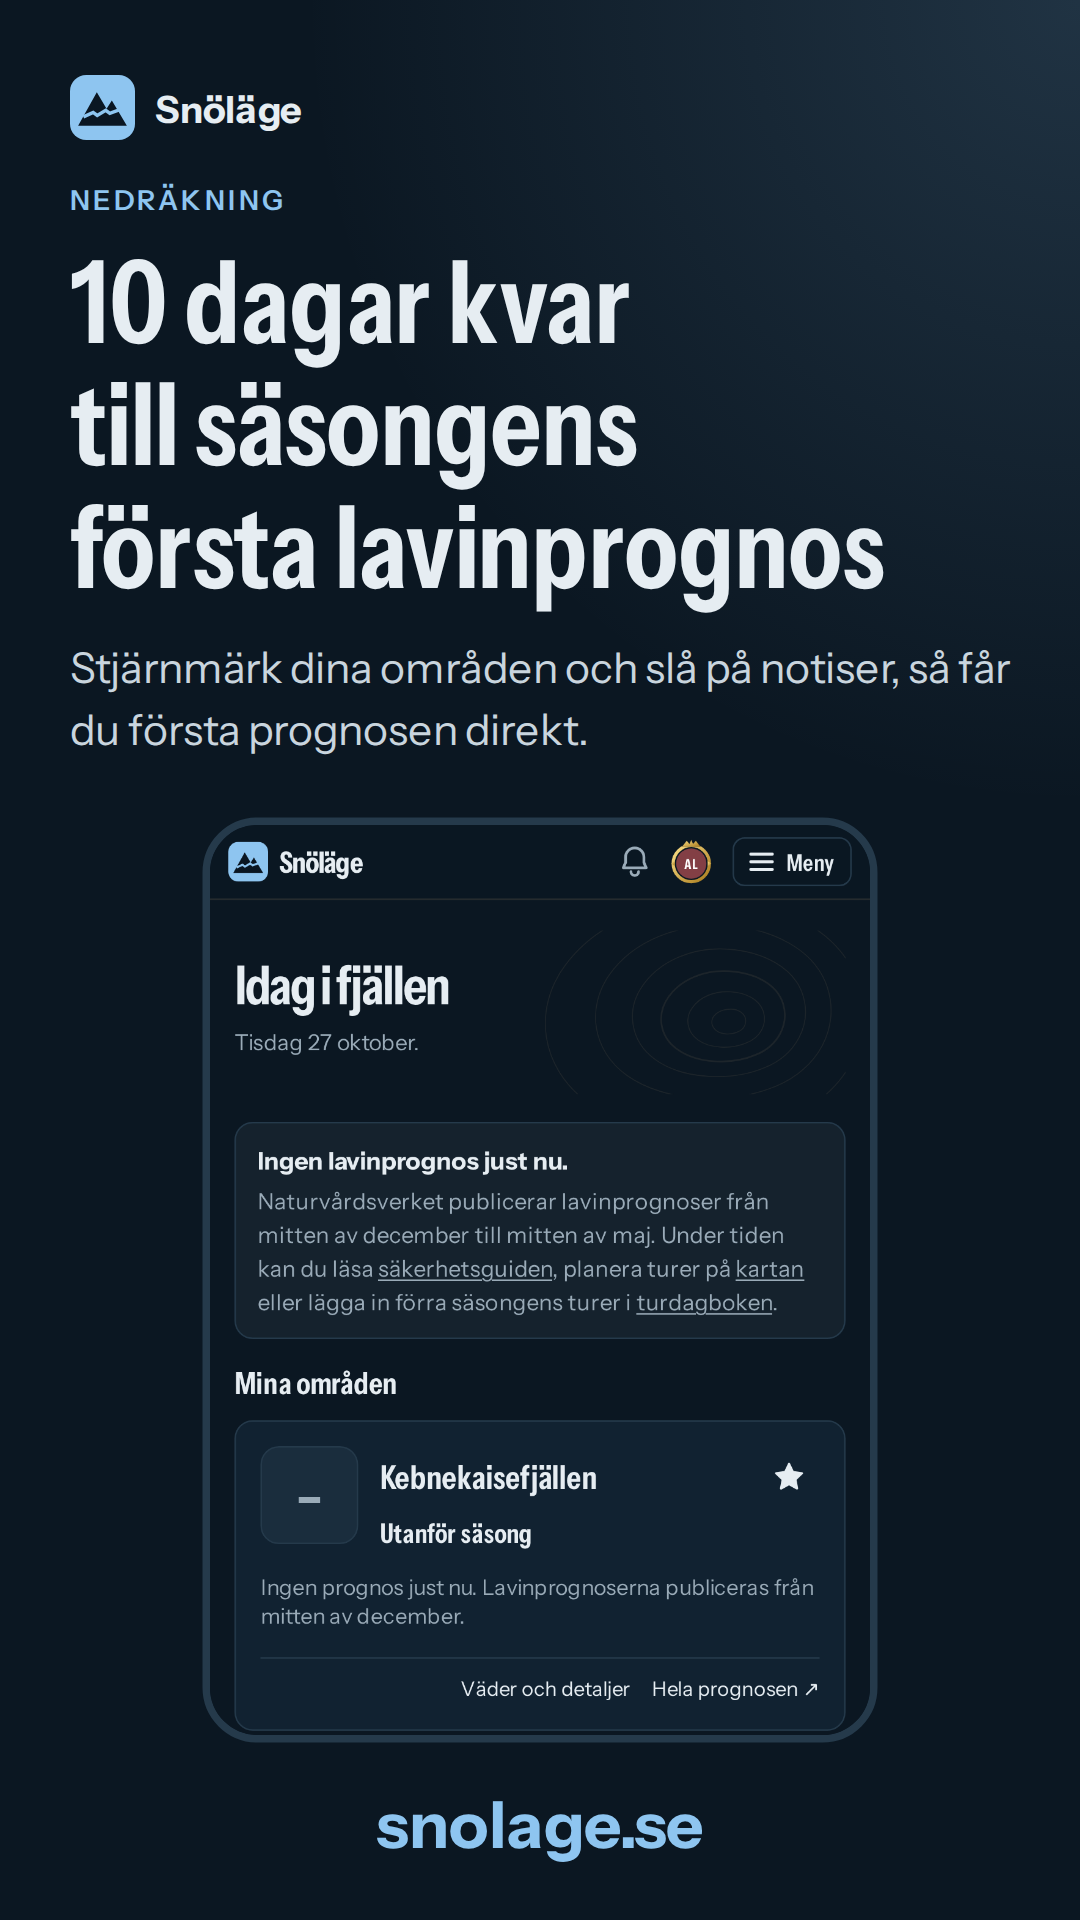 Snöläge
NEDRÄKNING
10 dagar kvar
till säsongens
första lavinprognos
Stjärnmärk dina områden och slå på notiser, så får
du första prognosen direkt.
Snöläge
AL
Meny
Idag i fjällen
Tisdag 27 oktober.
Ingen lavinprognos just nu.
Naturvårdsverket publicerar lavinprognoser från
mitten av december till mitten av maj. Under tiden
kan du läsa säkerhetsguiden, planera turer på kartan
eller lägga in förra säsongens turer i turdagboken.
Mina områden
–
Kebnekaisefjällen
Utanför säsong
Ingen prognos just nu. Lavinprognoserna publiceras från
mitten av december.
Väder och detaljer Hela prognosen ↗
snolage.se